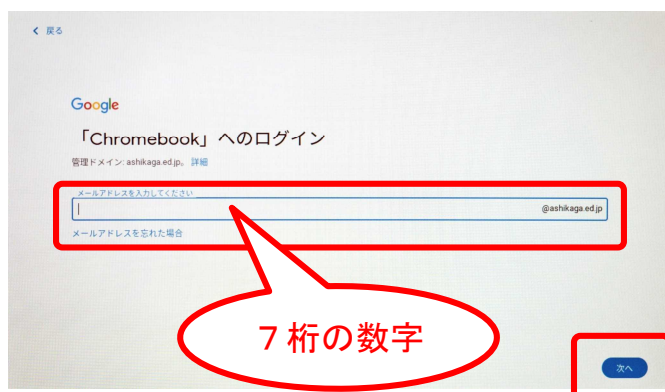 戻る
Google
「Chromebook」へのログイン
管理ドメイン: ashikaga.ed.jp。 詳細
メールアドレスを入力してください
@ashikaga.ed.jp
メールアドレスを忘れた場合
7桁の数字
次へ